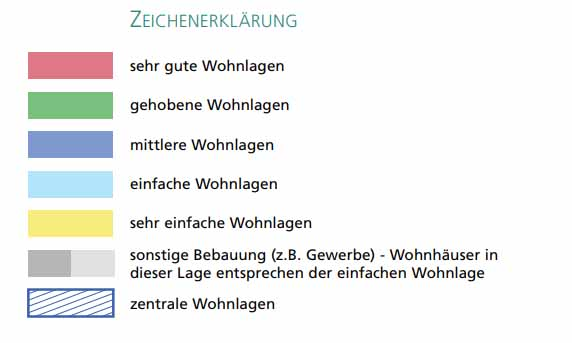 ZEICHENERKLÄRUNG
sehr gute Wohnlagen
gehobene Wohnlagen
mittlere Wohnlagen
einfache Wohnlagen
sehr einfache Wohnlagen
sonstige Bebauung (z.B. Gewerbe) - Wohnhäuser in
dieser Lage entsprechen der einfachen Wohnlage
zentrale Wohnlagen